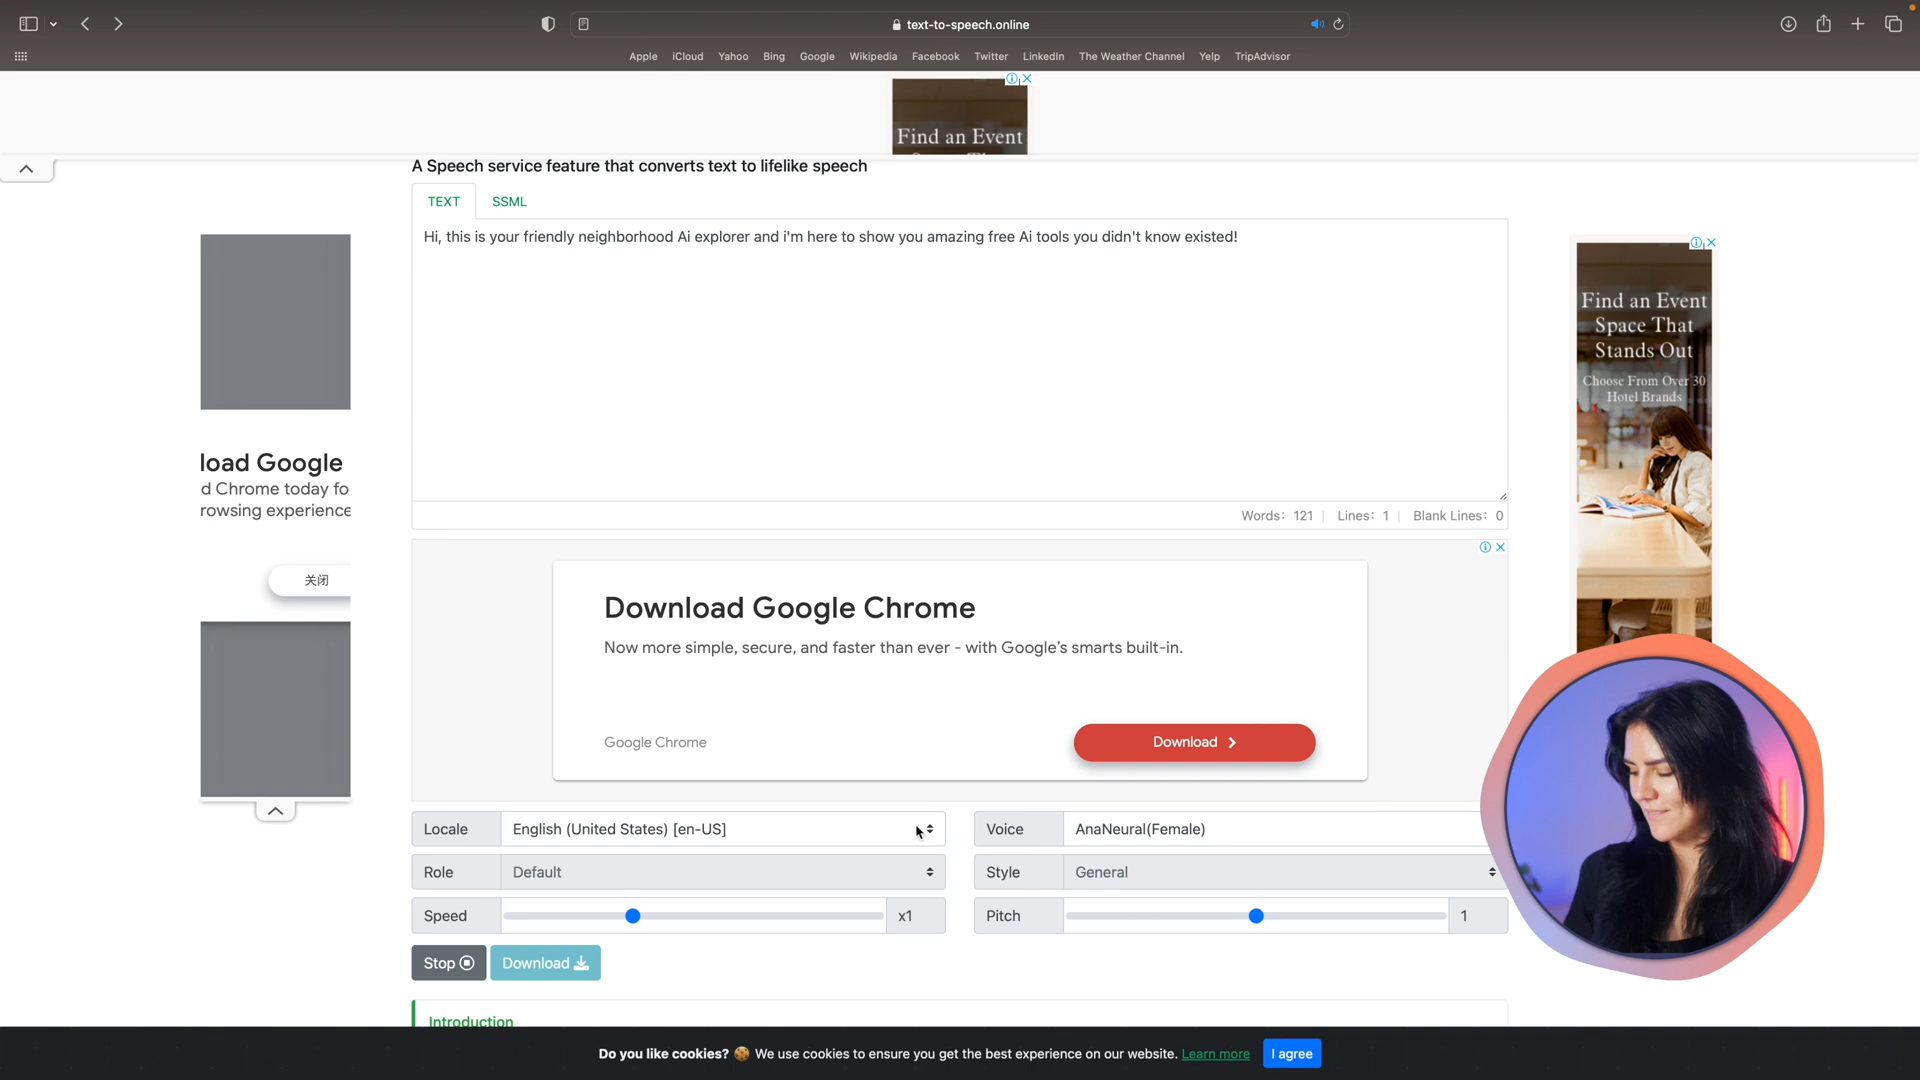 text-to-speech.online
Apple iCloud Yahoo Bing Google Wikipedia Facebook Twitter LinkedIn The Weather Channel Yelp TripAdvisor
Find an Event
A Speech service feature that converts text to lifelike speech
TEXT SSML
Hi, this is your friendly neighborhood Ai explorer and i'm here to show you amazing free Ai tools you didn't know existed!
Words: 121 Lines: 1 Blank Lines: 0
load Google
d Chrome today fo
rowsing experience
关闭
Download Google Chrome
Now more simple, secure, and faster than ever - with Google's smarts built-in.
Google Chrome
Download
Find an Event
Space That
Stands Out
Choose From Over 30
Hotel Brands
Locale English (United States) [en-US]
Voice AnaNeural(Female)
Role Default
Style General
Speed x1
Pitch 1
Stop Download
Introduction
Do you like cookies? 🍪 We use cookies to ensure you get the best experience on our website. Learn more I agree